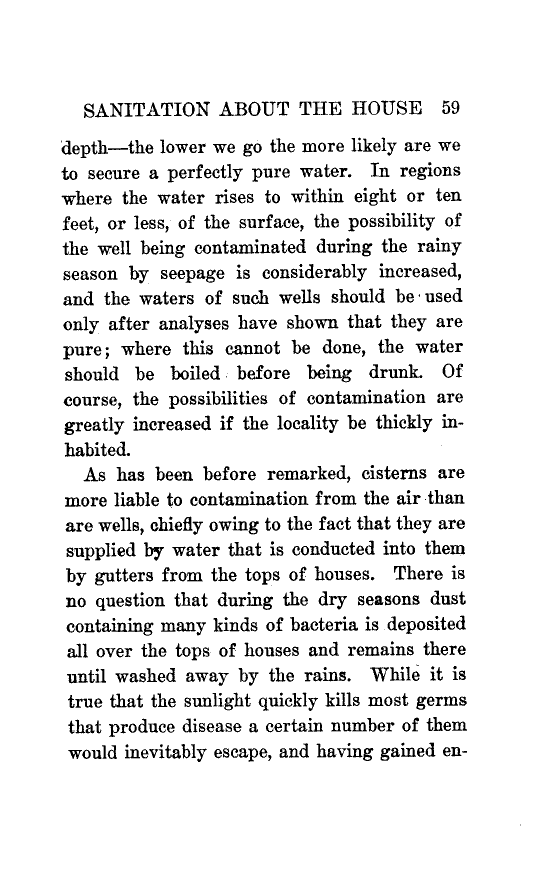 SANITATION ABOUT THE HOUSE 59
depth—the lower we go the more likely are we
to secure a perfectly pure water. In regions
where the water rises to within eight or ten
feet, or less, of the surface, the possibility of
the well being contaminated during the rainy
season by seepage is considerably increased,
and the waters of such wells should be used
only after analyses have shown that they are
pure; where this cannot be done, the water
should be boiled before being drunk. Of
course, the possibilities of contamination are
greatly increased if the locality be thickly in-
habited.
As has been before remarked, cisterns are
more liable to contamination from the air than
are wells, chiefly owing to the fact that they are
supplied by water that is conducted into them
by gutters from the tops of houses. There is
no question that during the dry seasons dust
containing many kinds of bacteria is deposited
all over the tops of houses and remains there
until washed away by the rains. While it is
true that the sunlight quickly kills most germs
that produce disease a certain number of them
would inevitably escape, and having gained en-